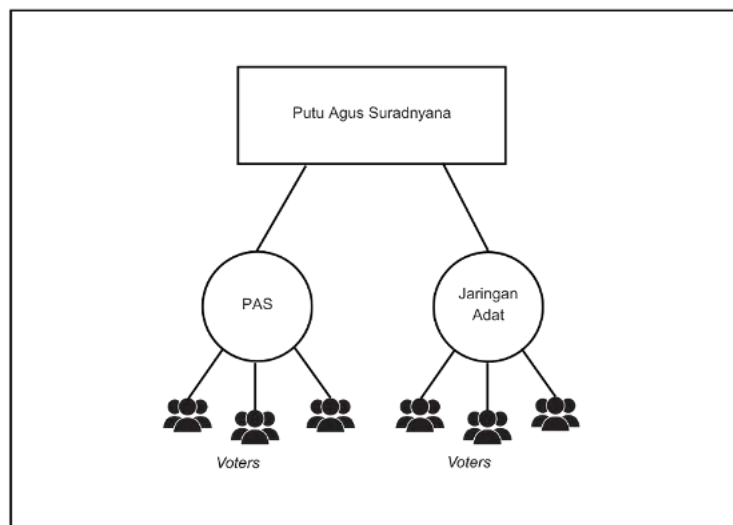 Putu Agus Suradnyana
PAS
Jaringan
Adat
Voters
Voters